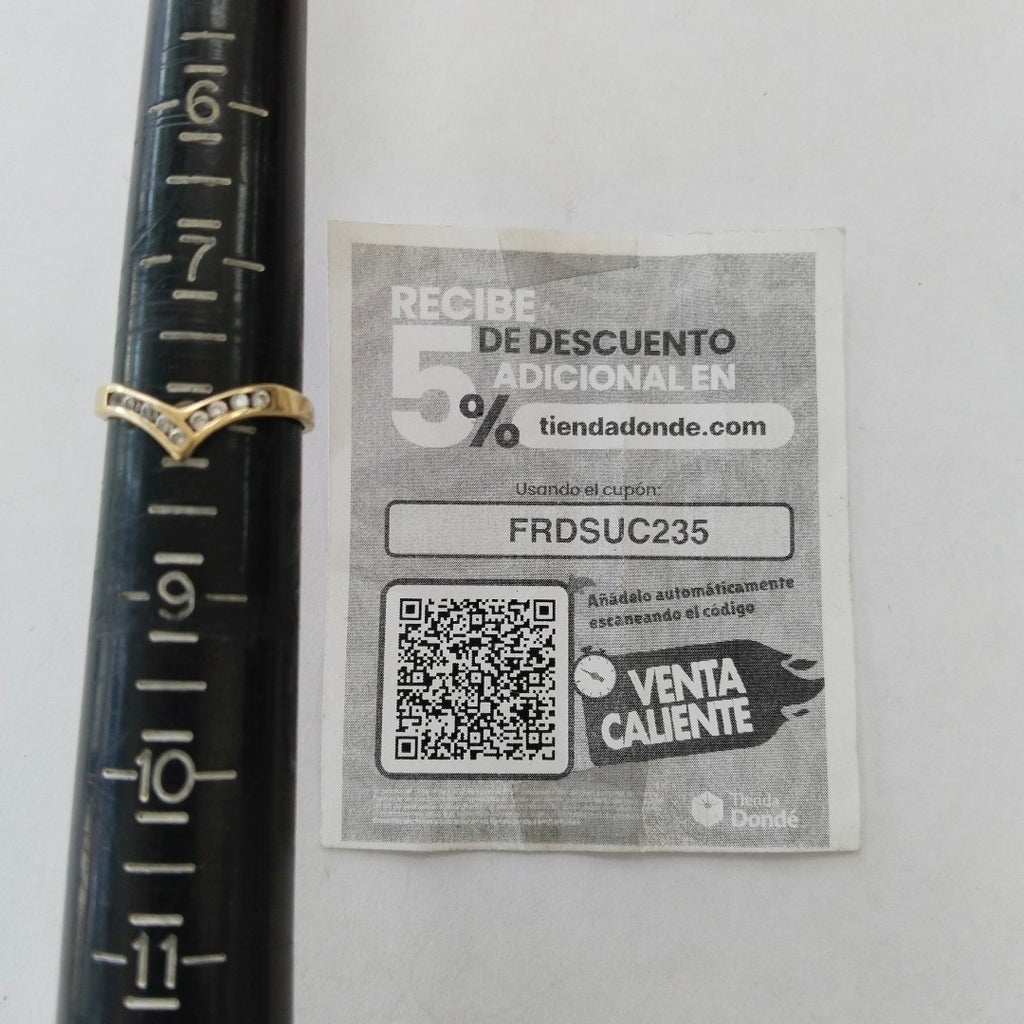 6
7
9
10
11
RECIBE
5%
DE DESCUENTO
ADICIONAL EN
tiendadonde.com
Usando el cupón:
FRDSUC235
Añádelo automáticamente
escaneando el código
VENTA
CALIENTE
Tienda
Dondé